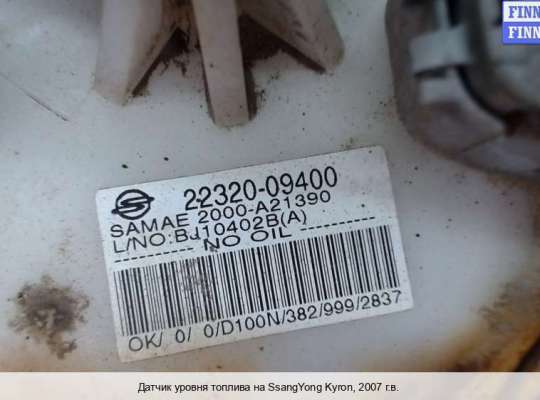 FINN
FINN
22320-09400
SAMAE 2000-A21390
L/NO:BJ10402B(A)
NO OIL
OK/ 0/ 0/D100N/382/999/2837
Датчик уровня топлива на SsangYong Kyron, 2007 г.в.